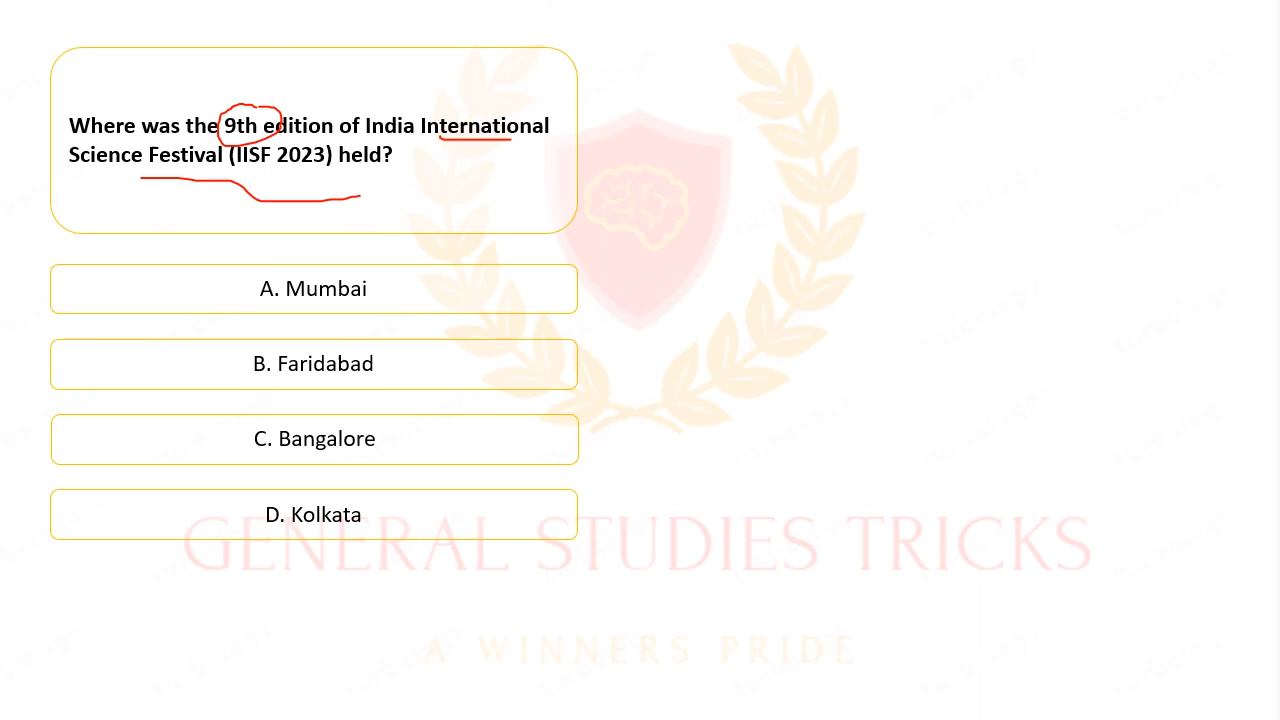 Where was the 9th edition of India International
Science Festival (IISF 2023) held?
A. Mumbai
B. Faridabad
C. Bangalore
D. Kolkata
GENERAL STUDIES TRICKS
A WINNERS PRIDE